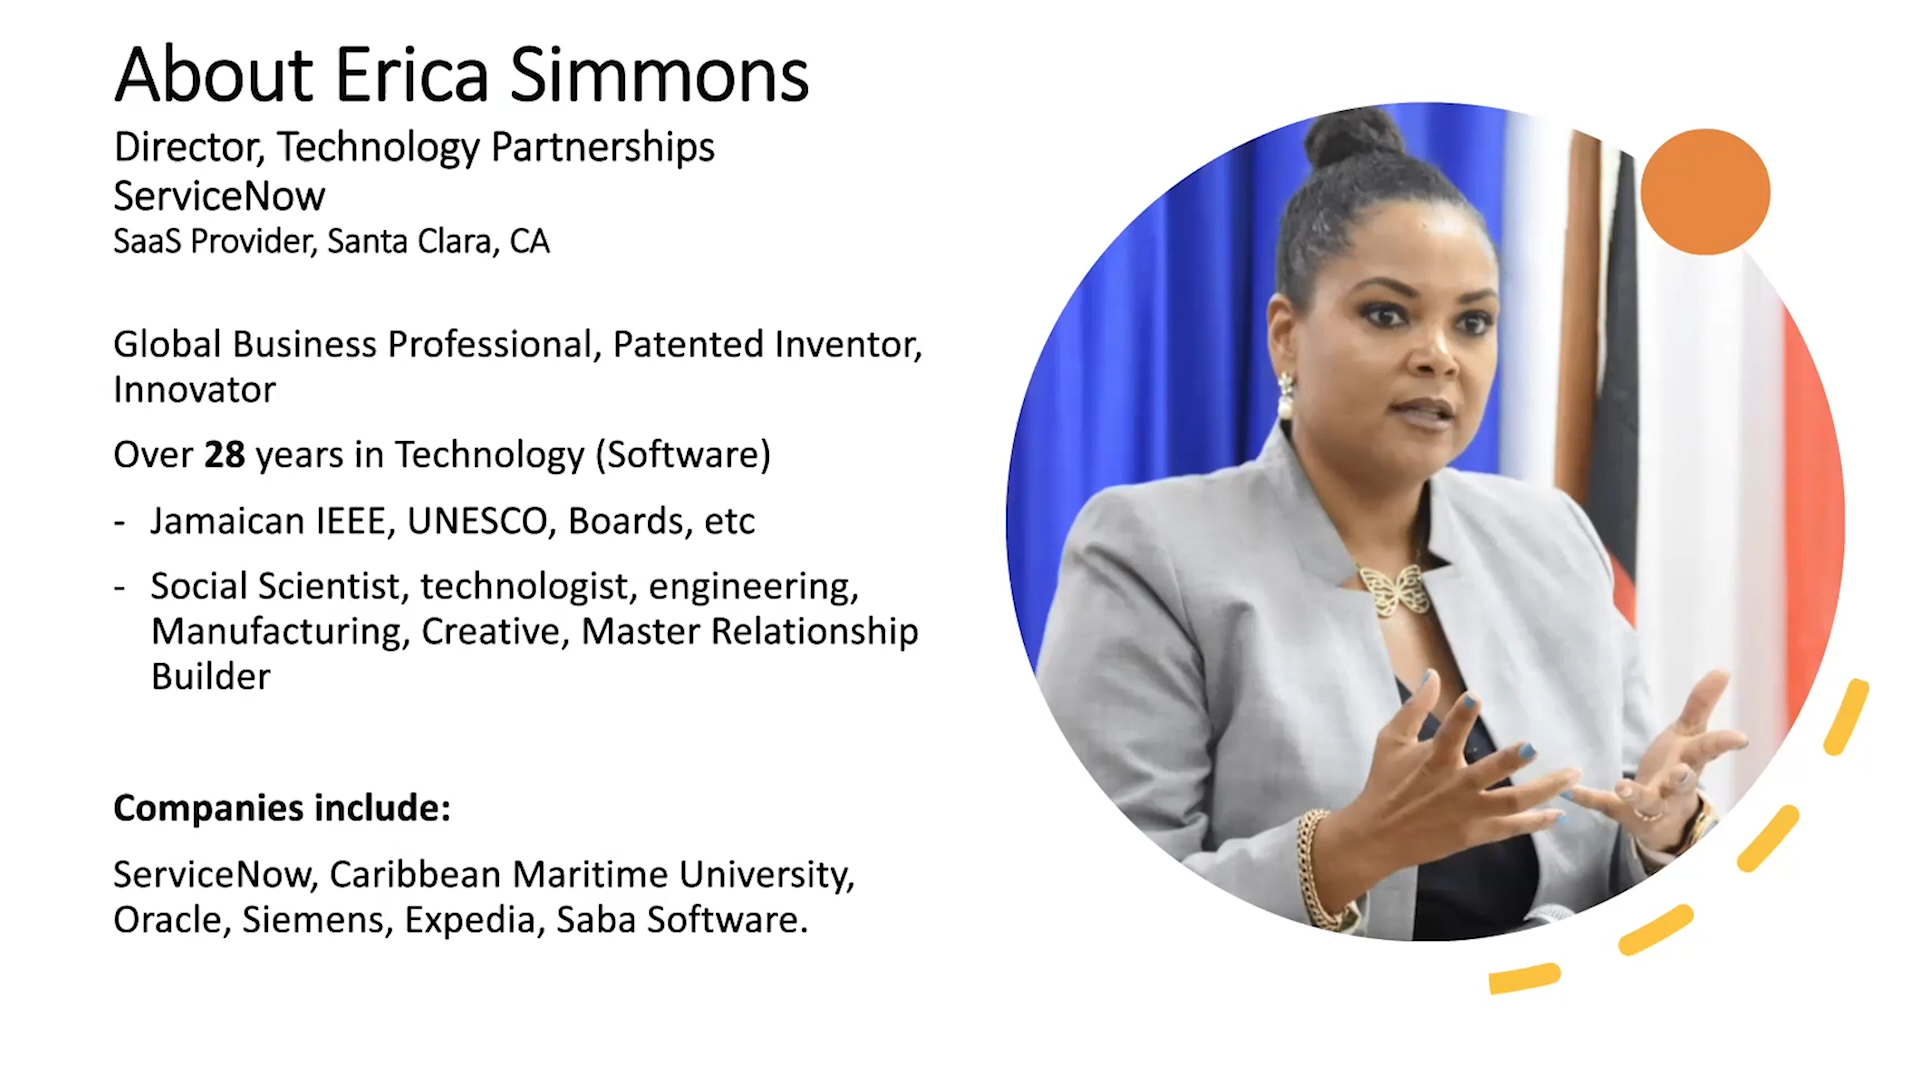 About Erica Simmons
Director, Technology Partnerships
ServiceNow
SaaS Provider, Santa Clara, CA
Global Business Professional, Patented Inventor,
Innovator
Over 28 years in Technology (Software)
- Jamaican IEEE, UNESCO, Boards, etc
- Social Scientist, technologist, engineering,
Manufacturing, Creative, Master Relationship
Builder
Companies include:
ServiceNow, Caribbean Maritime University,
Oracle, Siemens, Expedia, Saba Software.